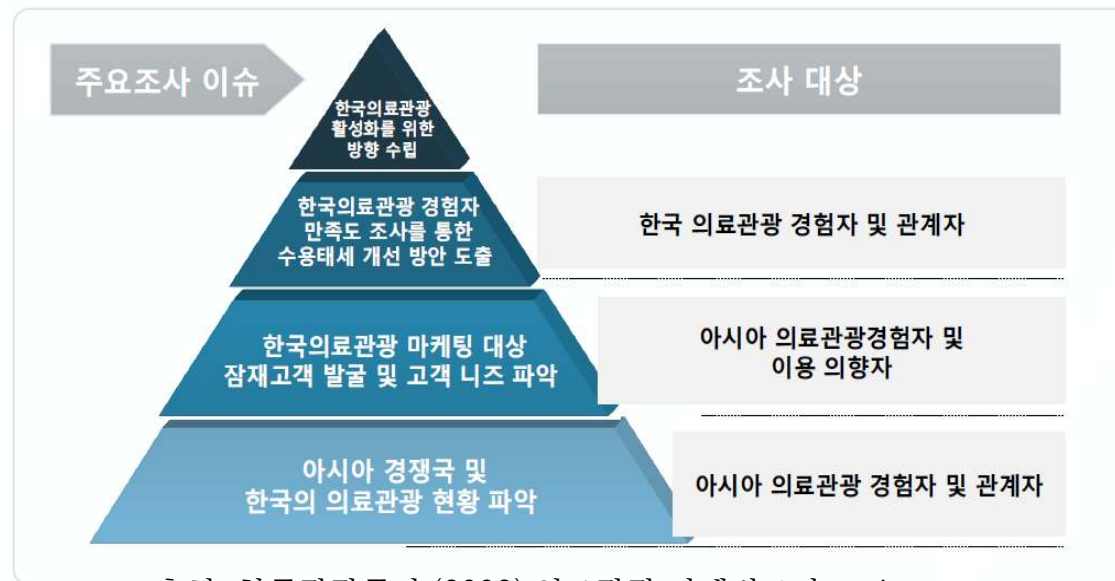 주요조사 이슈
조사 대상
한국의료관광
활성화를 위한
방향 수립
한국의료관광 경험자
만족도 조사를 통한
수용태세 개선 방안 도출
한국 의료관광 경험자 및 관계자
한국의료관광 마케팅 대상
잠재고객 발굴 및 고객 니즈 파악
아시아 의료관광경험자 및
이용 의향자
아시아 경쟁국 및
한국의 의료관광 현황 파악
아시아 의료관광 경험자 및 관계자